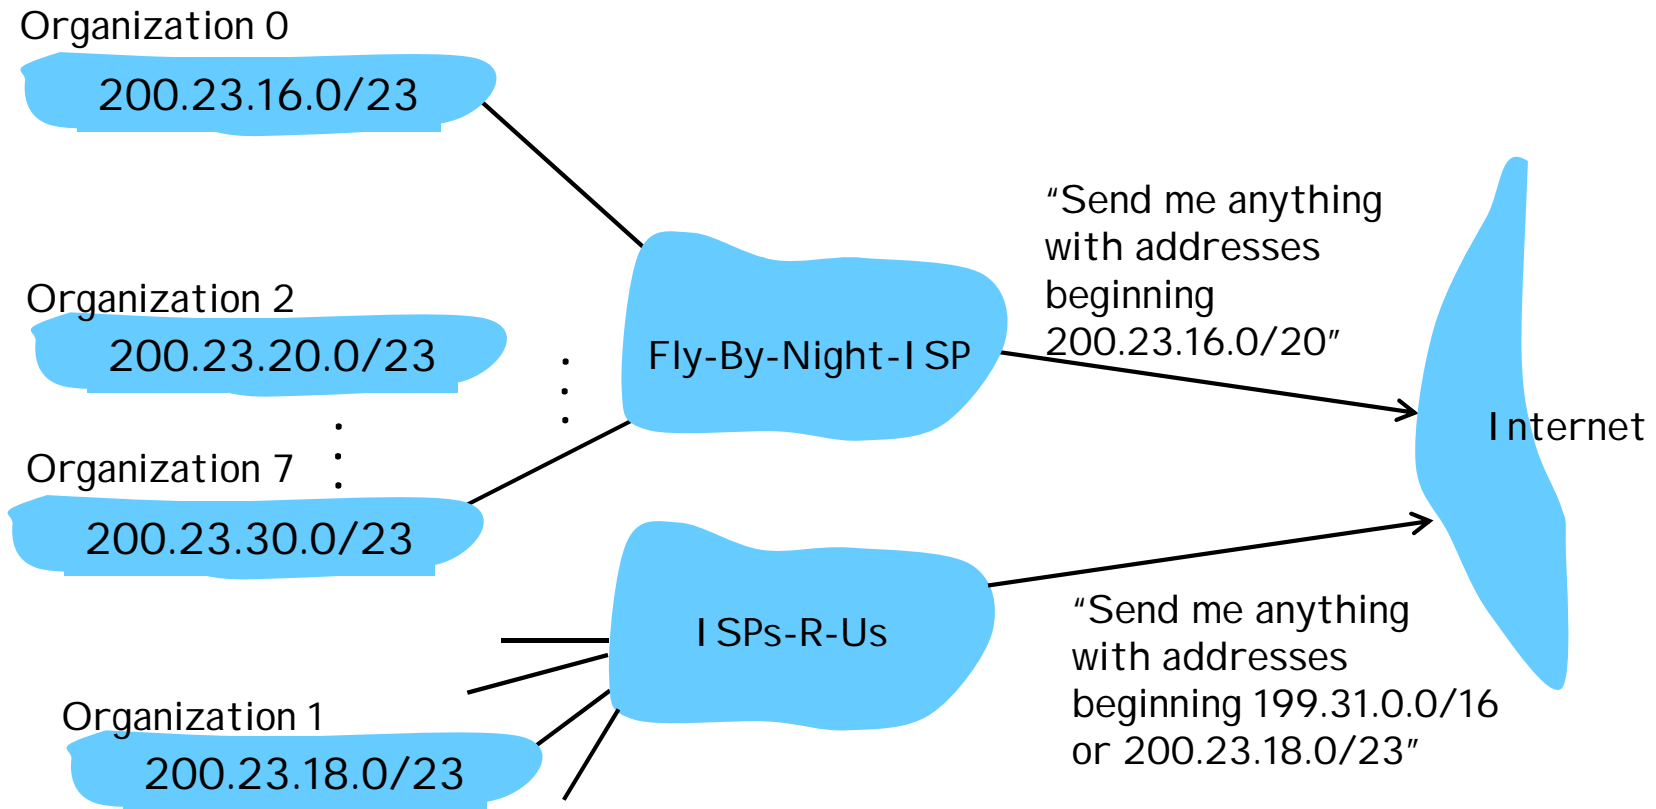 Organization 0
200.23.16.0/23
Organization 2
200.23.20.0/23
Organization 7
200.23.30.0/23
Fly-By-Night-ISP
“Send me anything
with addresses
beginning
200.23.16.0/20”
Internet
ISPs-R-Us
“Send me anything
with addresses
beginning 199.31.0.0/16
or 200.23.18.0/23”
Organization 1
200.23.18.0/23